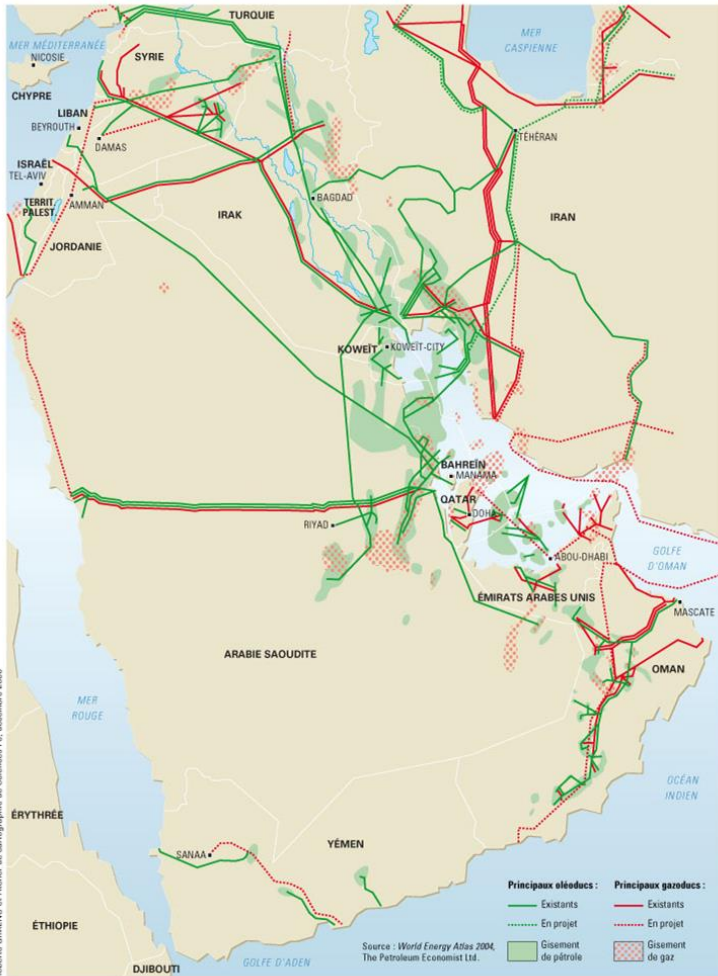 TURQUIE
MER MÉDITERRANÉE
NICOSIE
SYRIE
MER
CASPIENNE
CHYPRE
LIBAN
BEYROUTH
DAMAS
TÉHÉRAN
ISRAËL
TEL-AVIV
TERRIT.
PALEST.
AMMAN
BAGDAD
IRAK
IRAN
JORDANIE
KOWEÏT
KOWEÏT-CITY
BAHREÏN
MANAMA
QATAR
DOHA
RIYAD
ABOU-DHABI
GOLFE
D'OMAN
ÉMIRATS ARABES UNIS
MASCATE
ARABIE SAOUDITE
OMAN
MER
ROUGE
OCÉAN
INDIEN
ÉRYTHRÉE
YÉMEN
SANAA
ÉTHIOPIE
DJIBOUTI
GOLFE D'ADEN
Principaux oléoducs :
Existants
En projet
Gisement
de pétrole
Principaux gazoducs :
Existants
En projet
Gisement
de gaz
Source : World Energy Atlas 2004,
The Petroleum Economist Ltd.